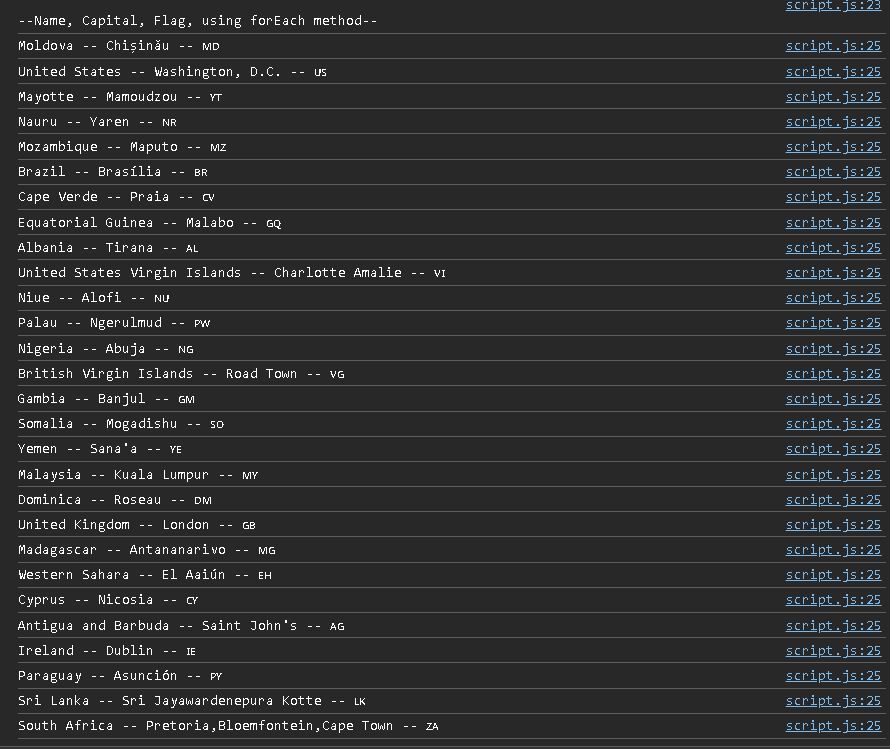 script.js:23
--Name, Capital, Flag, using forEach method--
Moldova -- Chișinău -- MD script.js:25
United States -- Washington, D.C. -- US script.js:25
Mayotte -- Mamoudzou -- YT script.js:25
Nauru -- Yaren -- NR script.js:25
Mozambique -- Maputo -- MZ script.js:25
Brazil -- Brasília -- BR script.js:25
Cape Verde -- Praia -- CV script.js:25
Equatorial Guinea -- Malabo -- GQ script.js:25
Albania -- Tirana -- AL script.js:25
United States Virgin Islands -- Charlotte Amalie -- VI script.js:25
Niue -- Alofi -- NU script.js:25
Palau -- Ngerulmud -- PW script.js:25
Nigeria -- Abuja -- NG script.js:25
British Virgin Islands -- Road Town -- VG script.js:25
Gambia -- Banjul -- GM script.js:25
Somalia -- Mogadishu -- SO script.js:25
Yemen -- Sana'a -- YE script.js:25
Malaysia -- Kuala Lumpur -- MY script.js:25
Dominica -- Roseau -- DM script.js:25
United Kingdom -- London -- GB script.js:25
Madagascar -- Antananarivo -- MG script.js:25
Western Sahara -- El Aaiún -- EH script.js:25
Cyprus -- Nicosia -- CY script.js:25
Antigua and Barbuda -- Saint John's -- AG script.js:25
Ireland -- Dublin -- IE script.js:25
Paraguay -- Asunción -- PY script.js:25
Sri Lanka -- Sri Jayawardenepura Kotte -- LK script.js:25
South Africa -- Pretoria,Bloemfontein,Cape Town -- ZA script.js:25